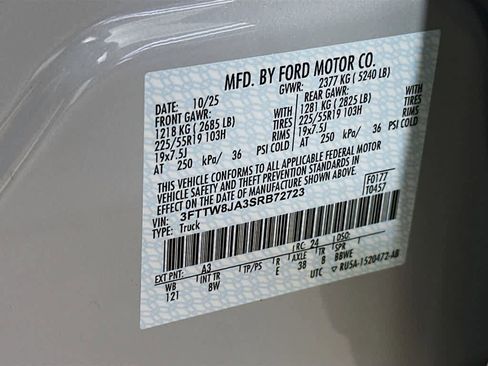 MFD. BY FORD MOTOR CO.
DATE: 10/25 GVWR: 2377 KG ( 5240 LB)
FRONT GAWR: REAR GAWR:
1218 KG ( 2685 LB) WITH 1281 KG ( 2825 LB) WITH
225/55R19 103H TIRES 225/55R19 103H TIRES
19x7.5J RIMS 19x7.5J RIMS
AT 250 kPa/ 36 PSI COLD AT 250 kPa/ 36 PSI COLD
THIS VEHICLE CONFORMS TO ALL APPLICABLE FEDERAL MOTOR
VEHICLE SAFETY AND THEFT PREVENTION STANDARDS IN
EFFECT ON THE DATE OF MANUFACTURE SHOWN ABOVE.
VIN: 3FTTW8JA3SRB72723 F0177
TYPE: Truck T0457
EXT PNT: A3 RC: 24 DSO:
WB INT TR TP/PS R AXLE TR SPR
121 8W E 38 8 BBWE
UTC ▽ RU5A-1520472-AB